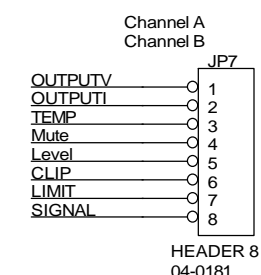 Channel A
Channel B
JP7
OUTPUTV 1
OUTPUTI 2
TEMP 3
Mute 4
Level 5
CLIP 6
LIMIT 7
SIGNAL 8
HEADER 8
04-0181